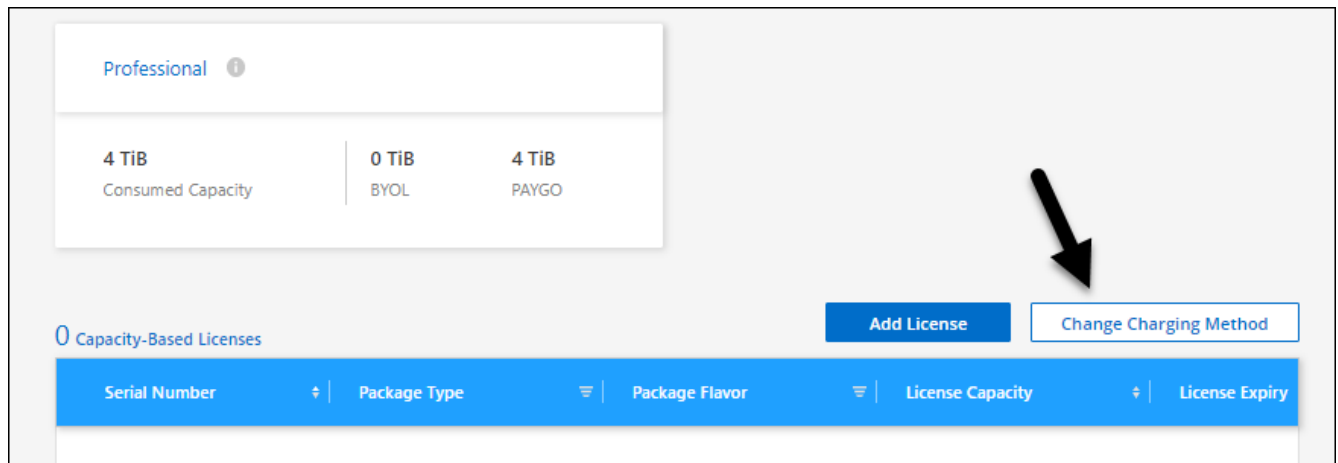 Professional
4 TiB 0 TiB 4 TiB
Consumed Capacity BYOL PAYGO
Add License Change Charging Method
0 Capacity-Based Licenses
Serial Number Package Type Package Flavor License Capacity License Expiry